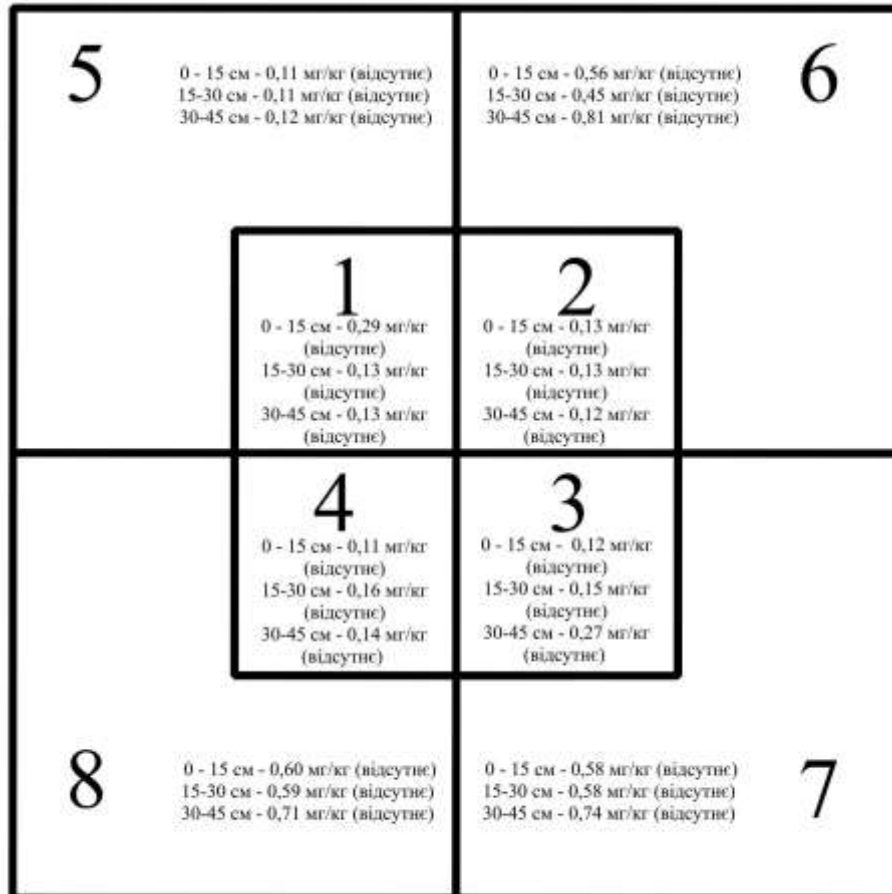 5
0 - 15 см - 0,11 мг/кг (відсутнє)
15-30 см - 0,11 мг/кг (відсутнє)
30-45 см - 0,12 мг/кг (відсутнє)
0 - 15 см - 0,56 мг/кг (відсутнє)
15-30 см - 0,45 мг/кг (відсутнє)
30-45 см - 0,81 мг/кг (відсутнє)
6
1
0 - 15 см - 0,29 мг/кг
(відсутнє)
15-30 см - 0,13 мг/кг
(відсутнє)
30-45 см - 0,13 мг/кг
(відсутнє)
2
0 - 15 см - 0,13 мг/кг
(відсутнє)
15-30 см - 0,13 мг/кг
(відсутнє)
30-45 см - 0,12 мг/кг
(відсутнє)
4
0 - 15 см - 0,11 мг/кг
(відсутнє)
15-30 см - 0,16 мг/кг
(відсутнє)
30-45 см - 0,14 мг/кг
(відсутнє)
3
0 - 15 см - 0,12 мг/кг
(відсутнє)
15-30 см - 0,15 мг/кг
(відсутнє)
30-45 см - 0,27 мг/кг
(відсутнє)
8
0 - 15 см - 0,60 мг/кг (відсутнє)
15-30 см - 0,59 мг/кг (відсутнє)
30-45 см - 0,71 мг/кг (відсутнє)
0 - 15 см - 0,58 мг/кг (відсутнє)
15-30 см - 0,58 мг/кг (відсутнє)
30-45 см - 0,74 мг/кг (відсутнє)
7